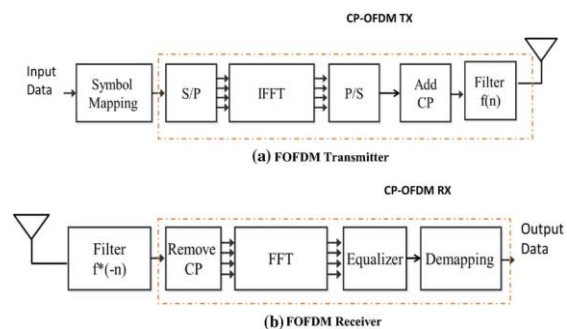 CP-OFDM TX
Input
Data
Symbol
Mapping
S/P
IFFT
P/S
Add
CP
Filter
f(n)
(a) FOFDM Transmitter
CP-OFDM RX
Filter
f*(-n)
Remove
CP
FFT
Equalizer
Demapping
Output
Data
(b) FOFDM Receiver